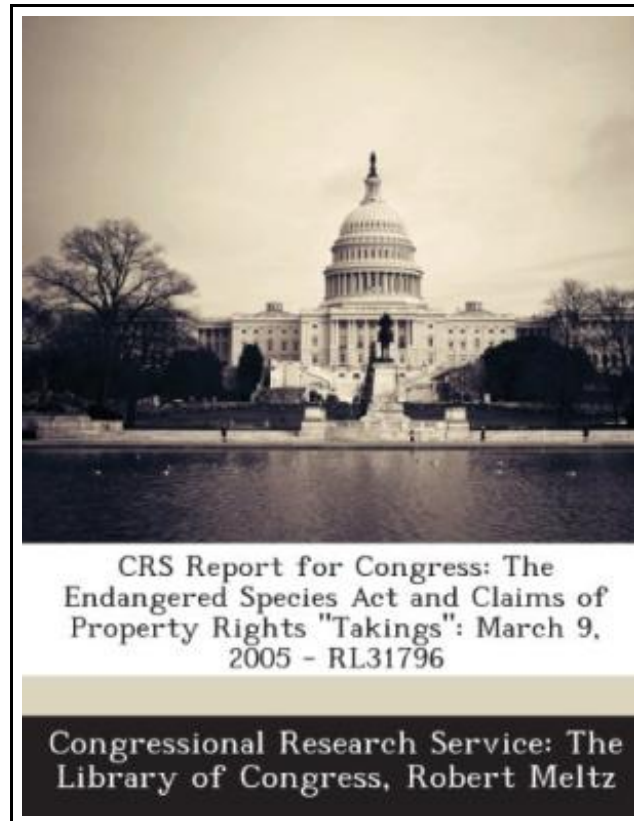 CRS Report for Congress: The
Endangered Species Act and Claims of
Property Rights "Takings": March 9,
2005 - RL31796
Congressional Research Service: The
Library of Congress, Robert Meltz